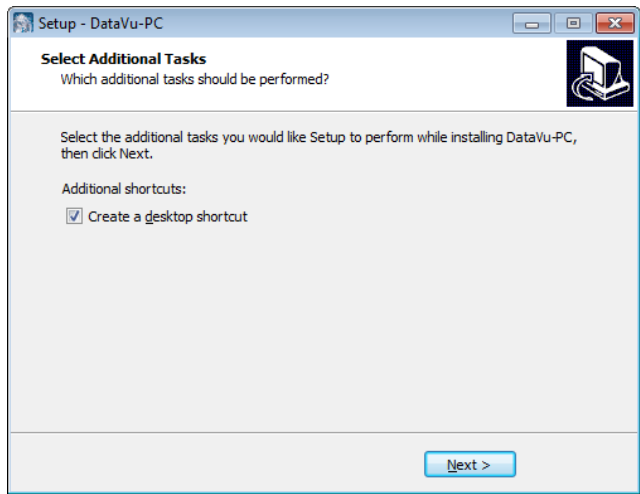 Setup - DataVu-PC
Select Additional Tasks
Which additional tasks should be performed?
Select the additional tasks you would like Setup to perform while installing DataVu-PC,
then click Next.
Additional shortcuts:
Create a desktop shortcut
Next >